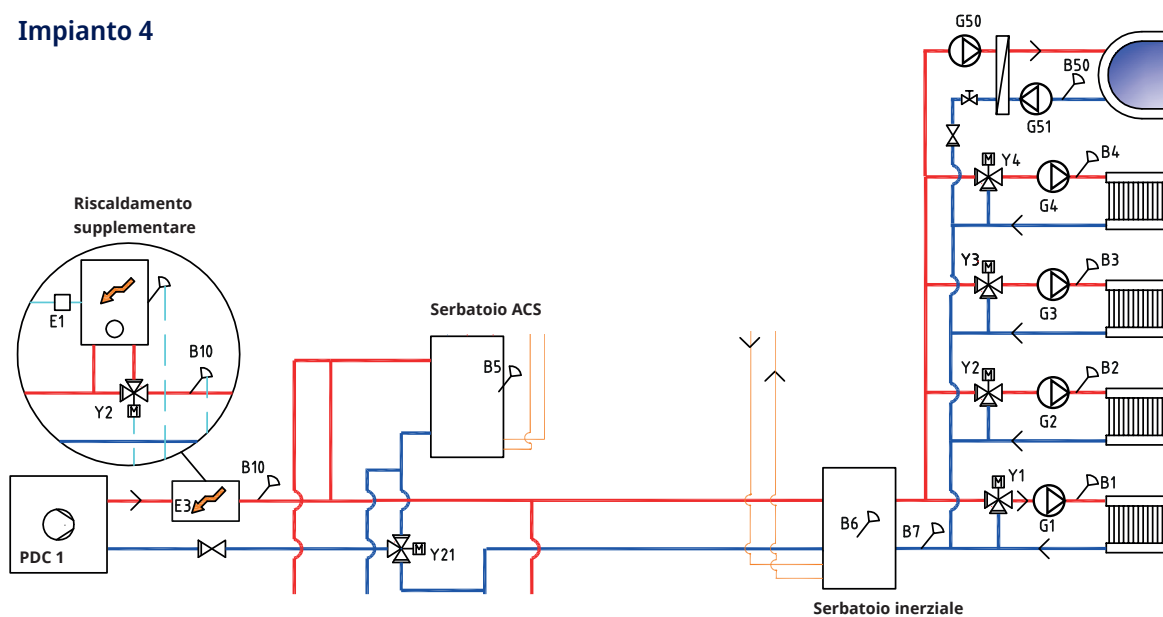 Impianto 4
G50
B50
G51
B4
Y4
G4
Riscaldamento
supplementare
Y3
M
B3
G3
E1
Serbatoio ACS
B10
B5
Y2
M
B2
Y2
M
G2
B10
Y1
M
B1
E3
B6
B7
G1
PDC 1
M
Y21
Serbatoio inerziale
M